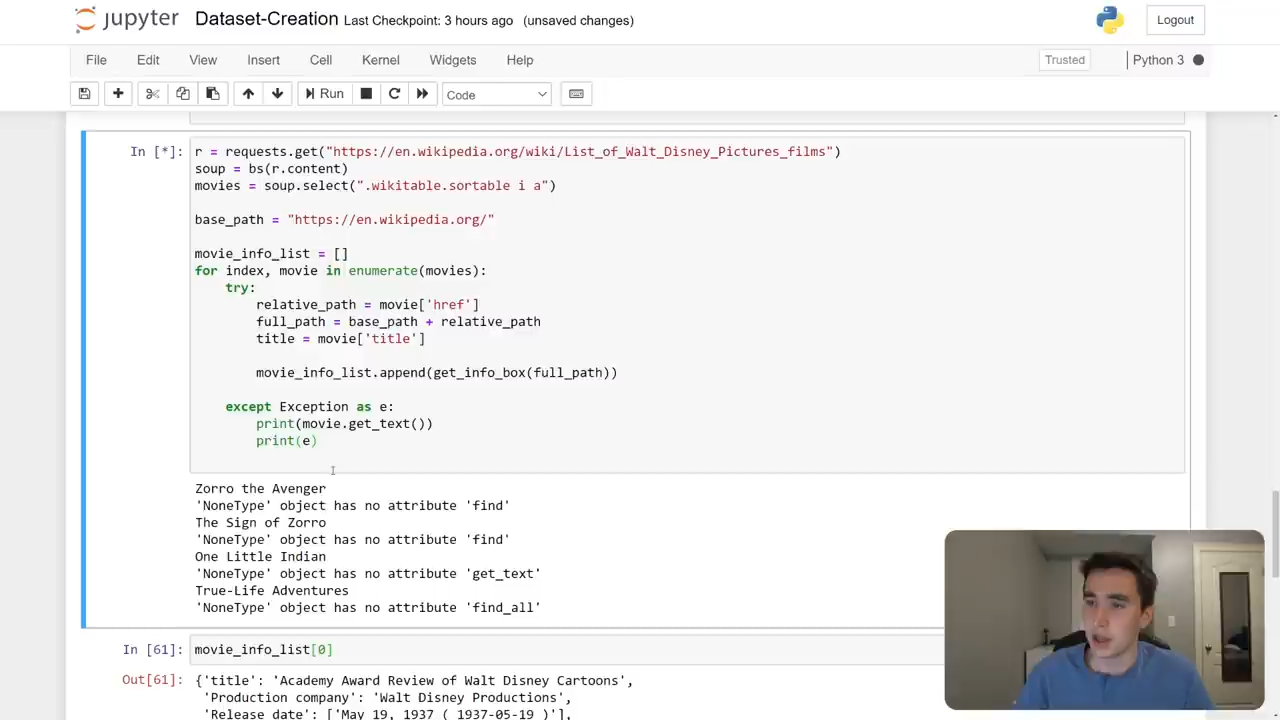 jupyter Dataset-Creation Last Checkpoint: 3 hours ago (unsaved changes) Logout
File Edit View Insert Cell Kernel Widgets Help Trusted Python 3
Run Code
In [*]: r = requests.get("https://en.wikipedia.org/wiki/List_of_Walt_Disney_Pictures_films")
soup = bs(r.content)
movies = soup.select(".wikitable.sortable i a")
base_path = "https://en.wikipedia.org/"
movie_info_list = []
for index, movie in enumerate(movies):
try:
relative_path = movie['href']
full_path = base_path + relative_path
title = movie['title']
movie_info_list.append(get_info_box(full_path))
except Exception as e:
print(movie.get_text())
print(e)
Zorro the Avenger
'NoneType' object has no attribute 'find'
The Sign of Zorro
'NoneType' object has no attribute 'find'
One Little Indian
'NoneType' object has no attribute 'get_text'
True-Life Adventures
'NoneType' object has no attribute 'find_all'
In [61]: movie_info_list[0]
Out[61]: {'title': 'Academy Award Review of Walt Disney Cartoons',
'Production company': 'Walt Disney Productions',
'Release date': ['May 19, 1937 ( 1937-05-19 )'],